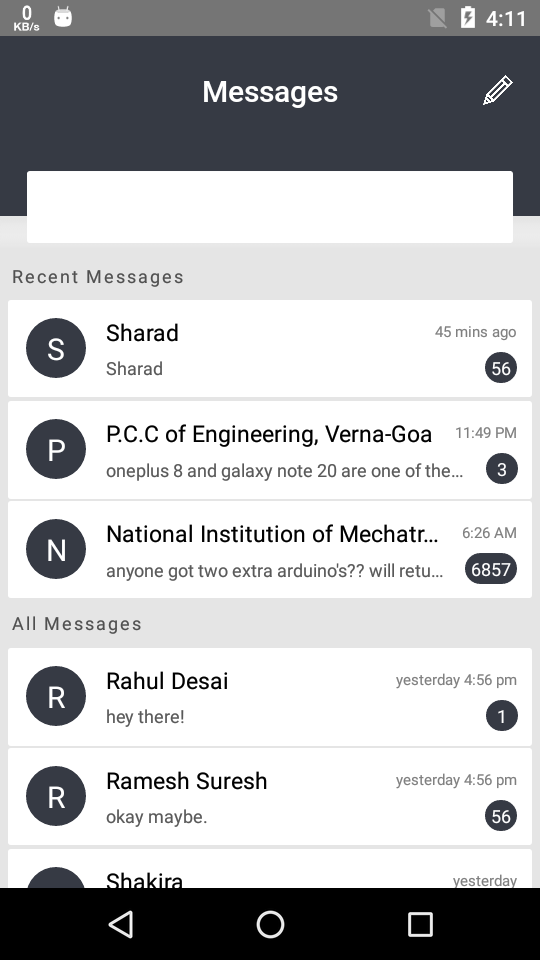 0
KB/s
4:11
Messages
Recent Messages
S
Sharad
45 mins ago
Sharad
56
P
P.C.C of Engineering, Verna-Goa
11:49 PM
oneplus 8 and galaxy note 20 are one of the...
3
N
National Institution of Mechatr...
6:26 AM
anyone got two extra arduino's?? will retu...
6857
All Messages
R
Rahul Desai
yesterday 4:56 pm
hey there!
1
R
Ramesh Suresh
yesterday 4:56 pm
okay maybe.
56
Shakira
yesterday